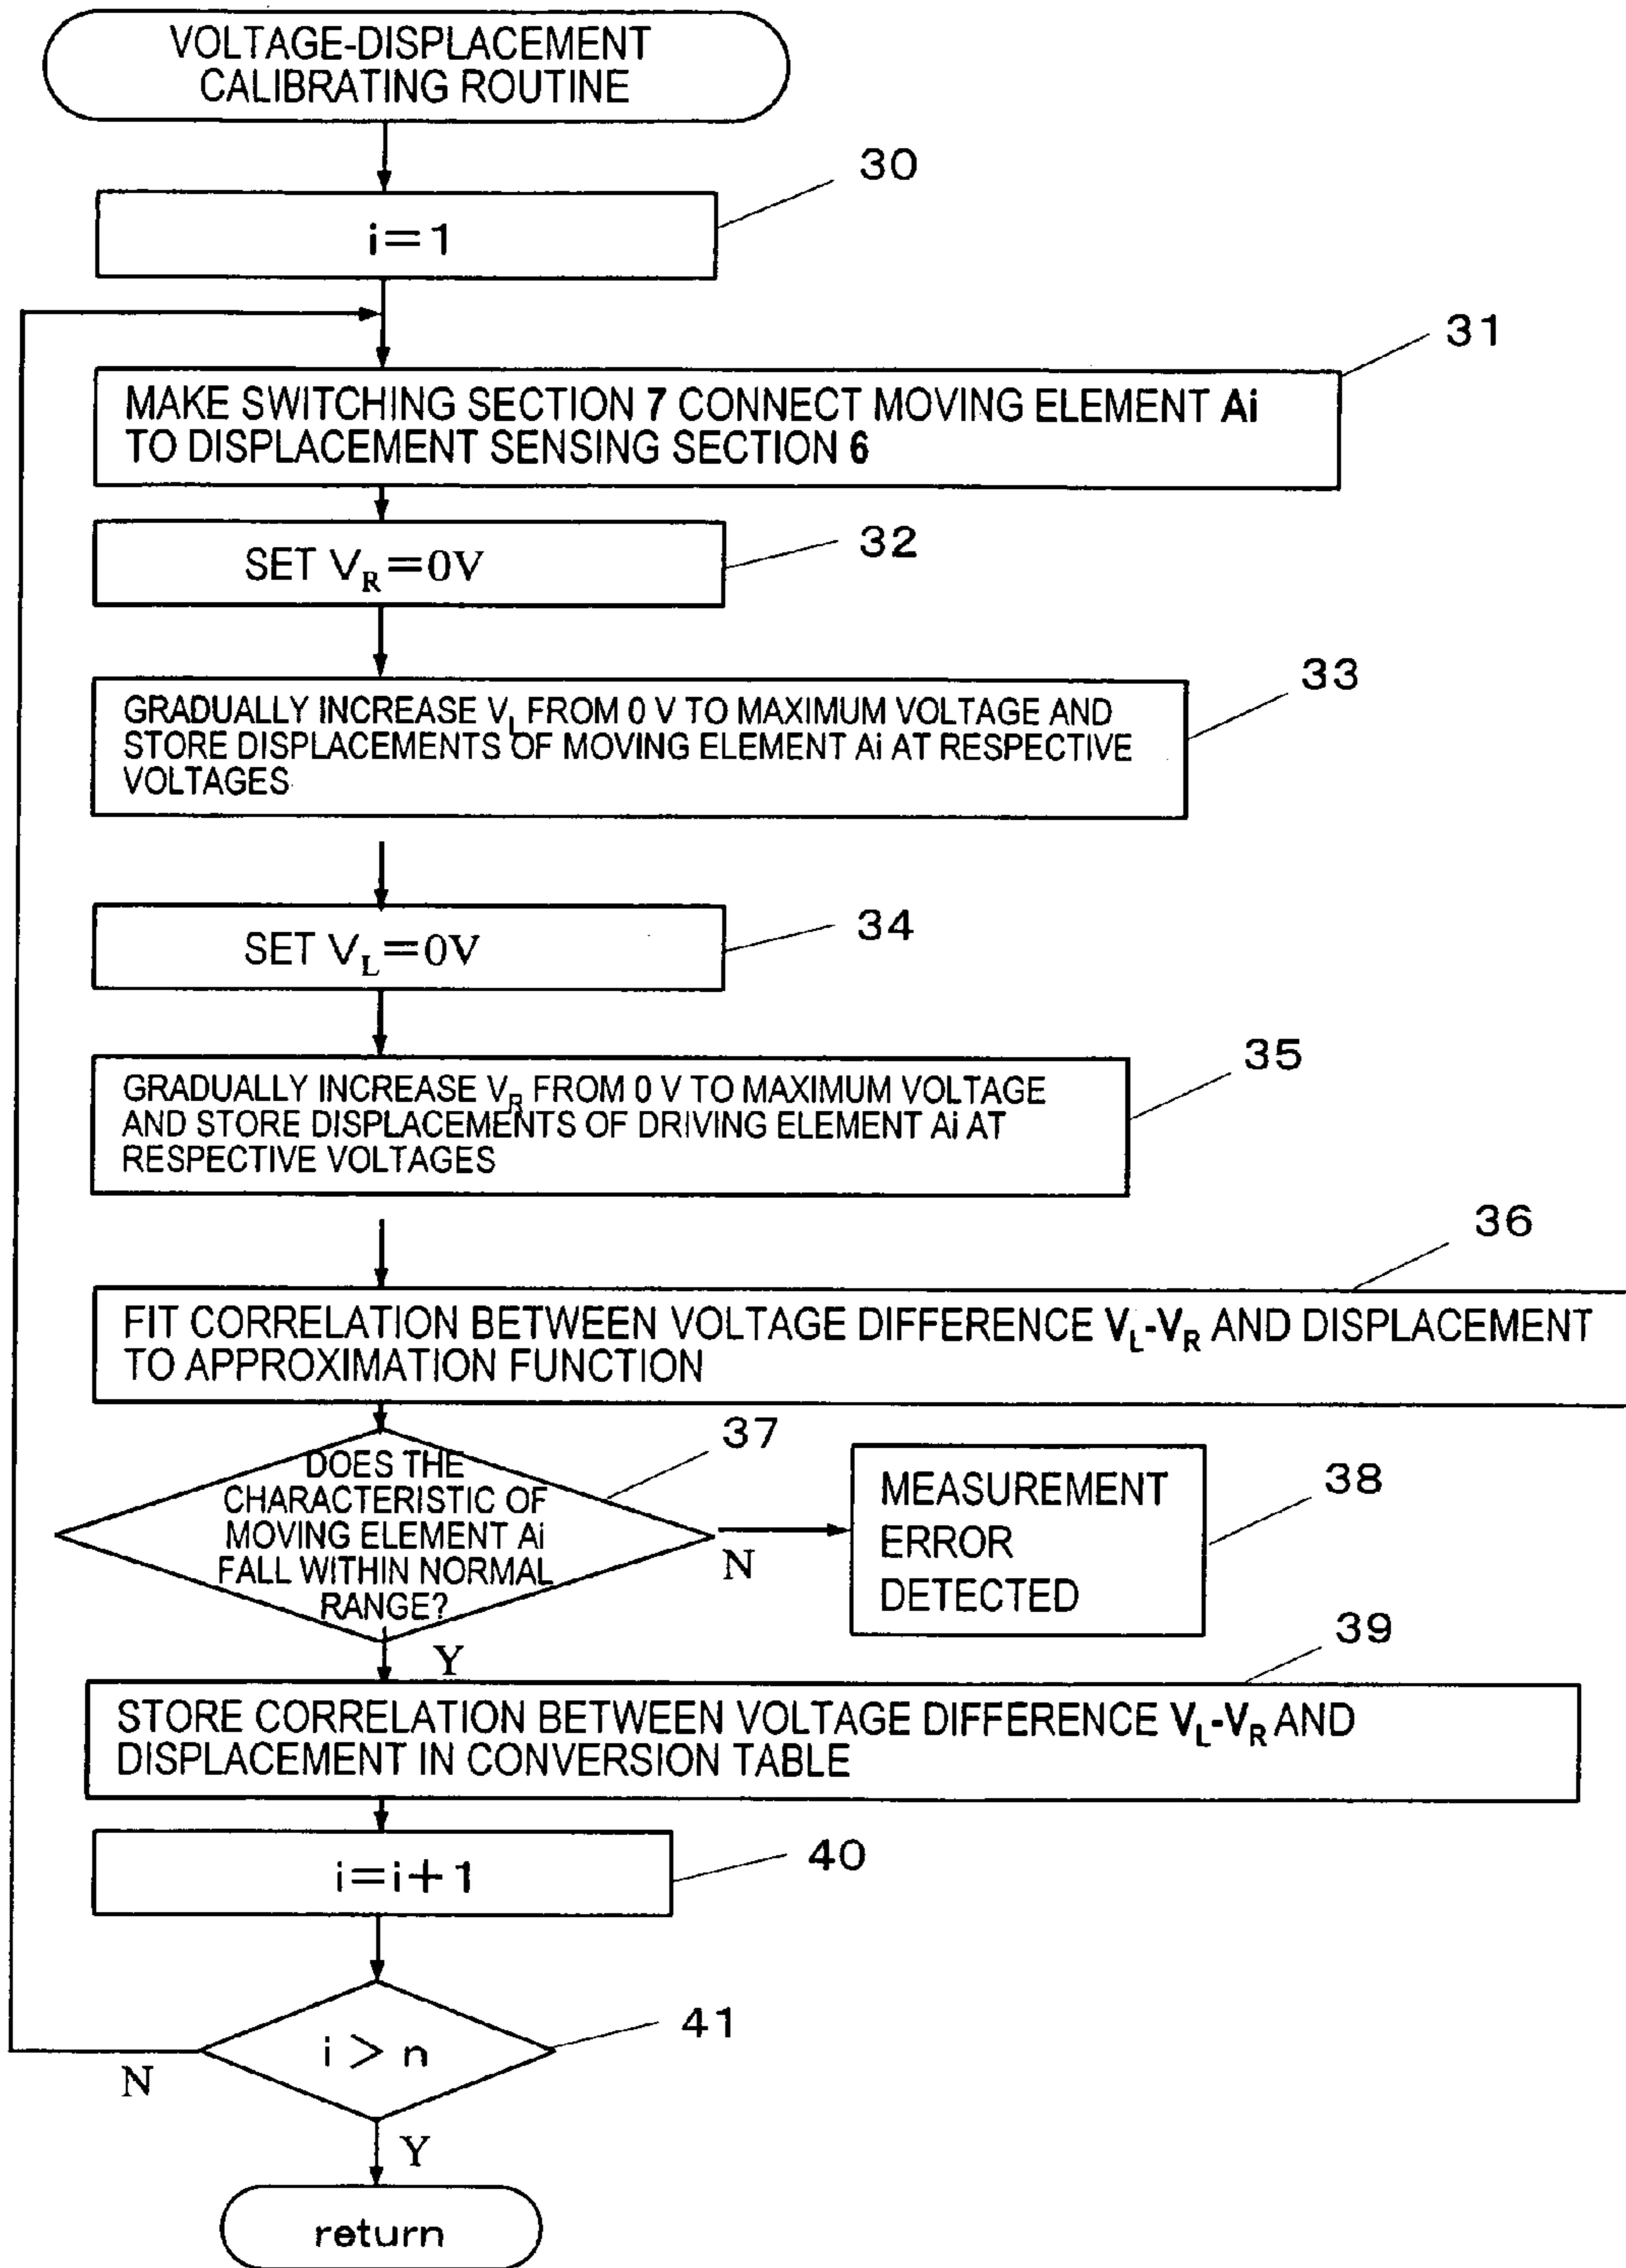 VOLTAGE-DISPLACEMENT
CALIBRATING ROUTINE
30
i=1
31
MAKE SWITCHING SECTION 7 CONNECT MOVING ELEMENT Ai
TO DISPLACEMENT SENSING SECTION 6
32
SET VR=0V
33
GRADUALLY INCREASE VL FROM 0 V TO MAXIMUM VOLTAGE AND
STORE DISPLACEMENTS OF MOVING ELEMENT Ai AT RESPECTIVE
VOLTAGES
34
SET VL=0V
35
GRADUALLY INCREASE VR FROM 0 V TO MAXIMUM VOLTAGE
AND STORE DISPLACEMENTS OF DRIVING ELEMENT Ai AT
RESPECTIVE VOLTAGES
36
FIT CORRELATION BETWEEN VOLTAGE DIFFERENCE VL-VR AND DISPLACEMENT
TO APPROXIMATION FUNCTION
37
DOES THE
CHARACTERISTIC OF
MOVING ELEMENT Ai
FALL WITHIN NORMAL
RANGE?
N
38
MEASUREMENT
ERROR
DETECTED
Y
39
STORE CORRELATION BETWEEN VOLTAGE DIFFERENCE VL-VR AND
DISPLACEMENT IN CONVERSION TABLE
40
i=i+1
41
i > n
N
Y
return